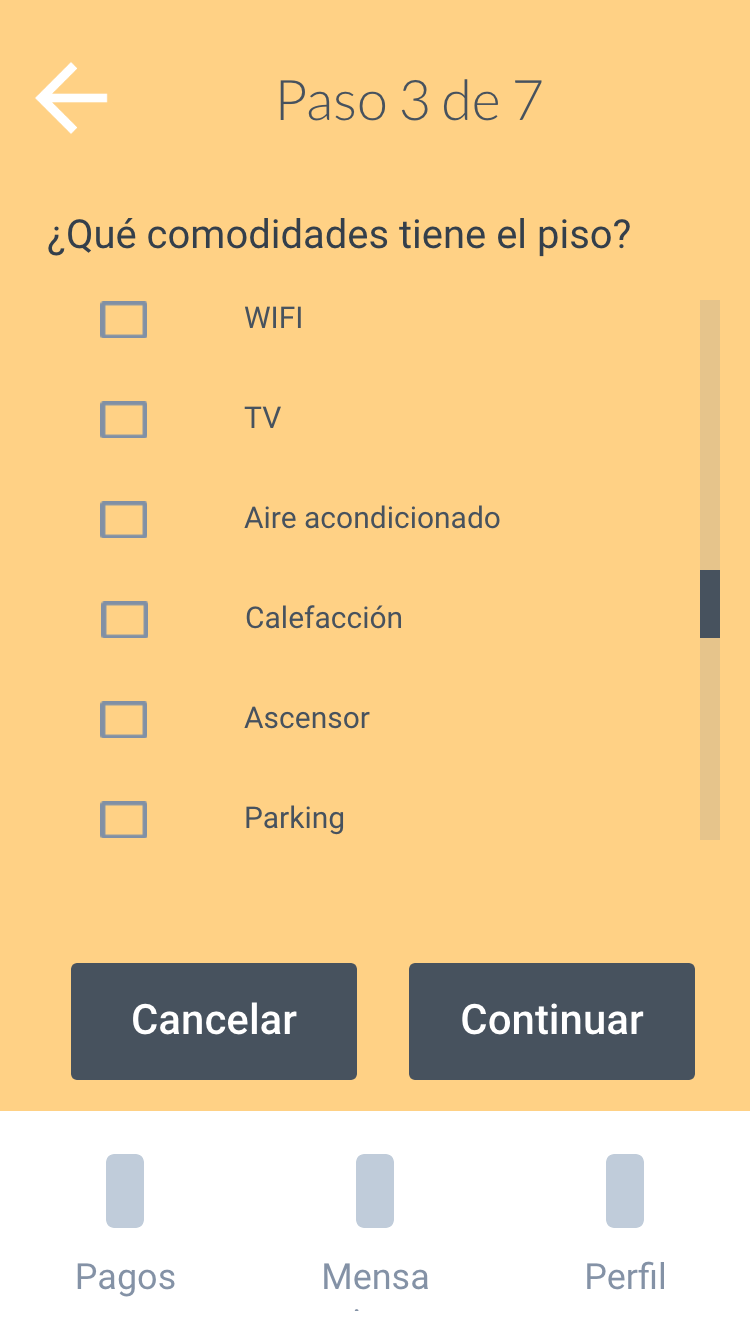 Paso 3 de 7
¿Qué comodidades tiene el piso?
WIFI
TV
Aire acondicionado
Calefacción
Ascensor
Parking
Cancelar
Continuar
Pagos
Mensa
Perfil